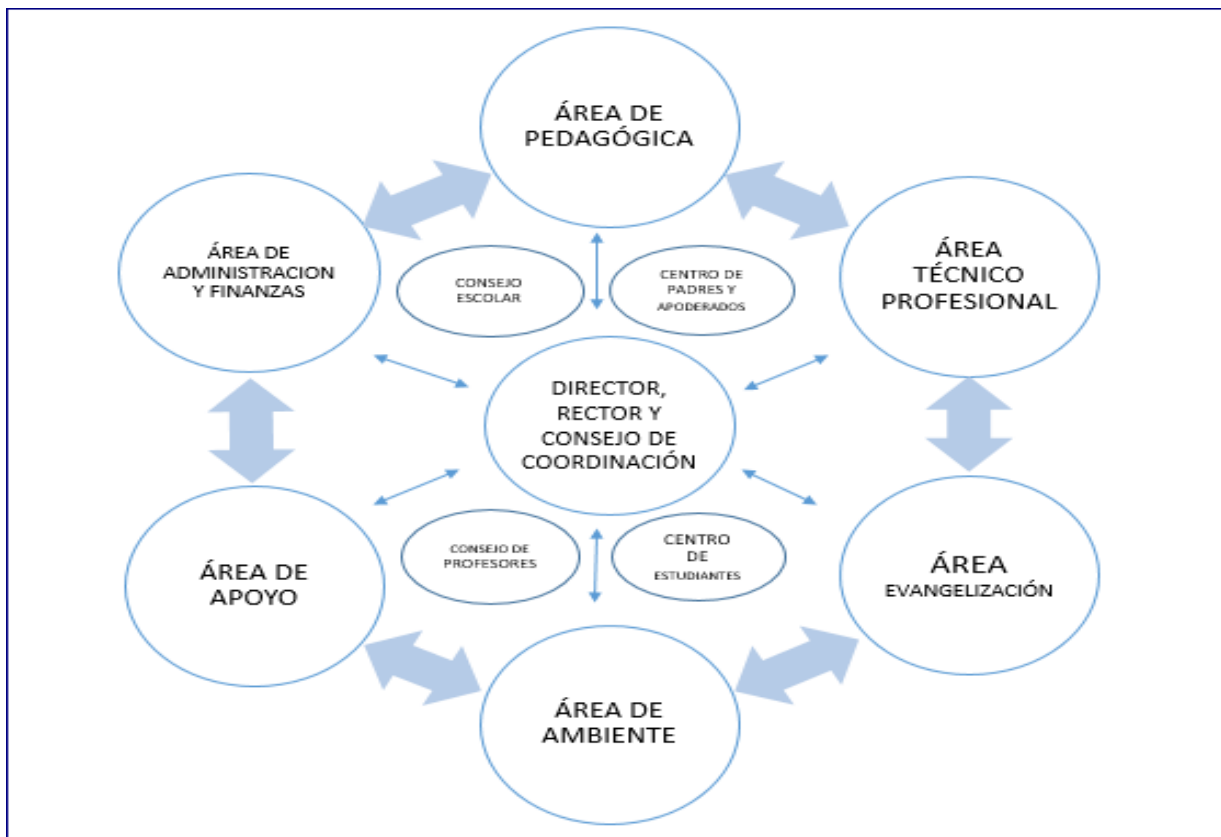 ÁREA DE
PEDAGÓGICA
ÁREA DE
ADMINISTRACION
Y FINANZAS
CONSEJO
ESCOLAR
CENTRO DE
PADRES Y
APODERADOS
ÁREA
TÉCNICO
PROFESIONAL
DIRECTOR,
RECTOR Y
CONSEJO DE
COORDINACIÓN
ÁREA DE
APOYO
CONSEJO DE
PROFESORES
CENTRO
DE
ESTUDIANTES
ÁREA
EVANGELIZACIÓN
ÁREA DE
AMBIENTE